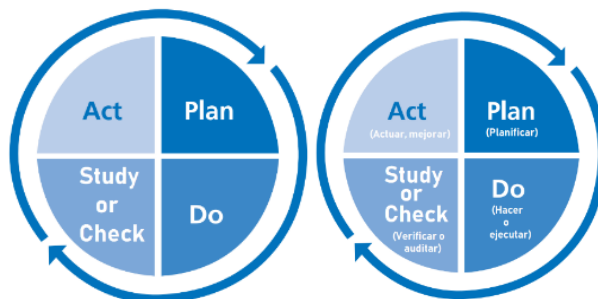 Act
Plan
Study
or
Check
Do
Act
(Actuar, mejorar)
Plan
(Planificar)
Study
or
Check
(Verificar o
auditar)
Do
(Hacer
o
ejecutar)